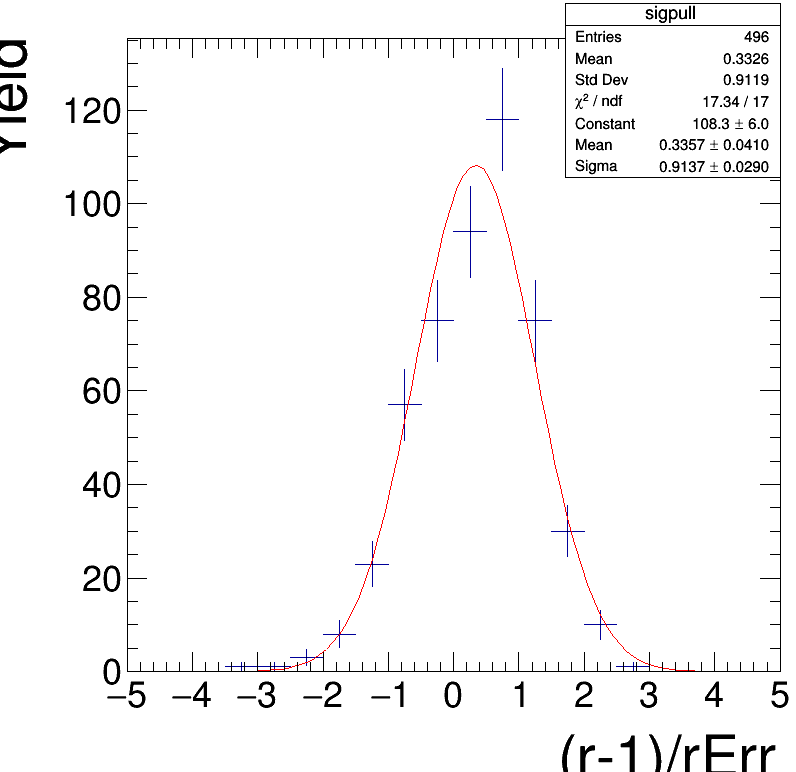 sigpull
Entries 496
Mean 0.3326
Std Dev 0.9119
χ² / ndf 17.34 / 17
Constant 108.3 ± 6.0
Mean 0.3357 ± 0.0410
Sigma 0.9137 ± 0.0290
Yield
120
100
80
60
40
20
0
−5 −4 −3 −2 −1 0 1 2 3 4 5
(r-1)/rErr